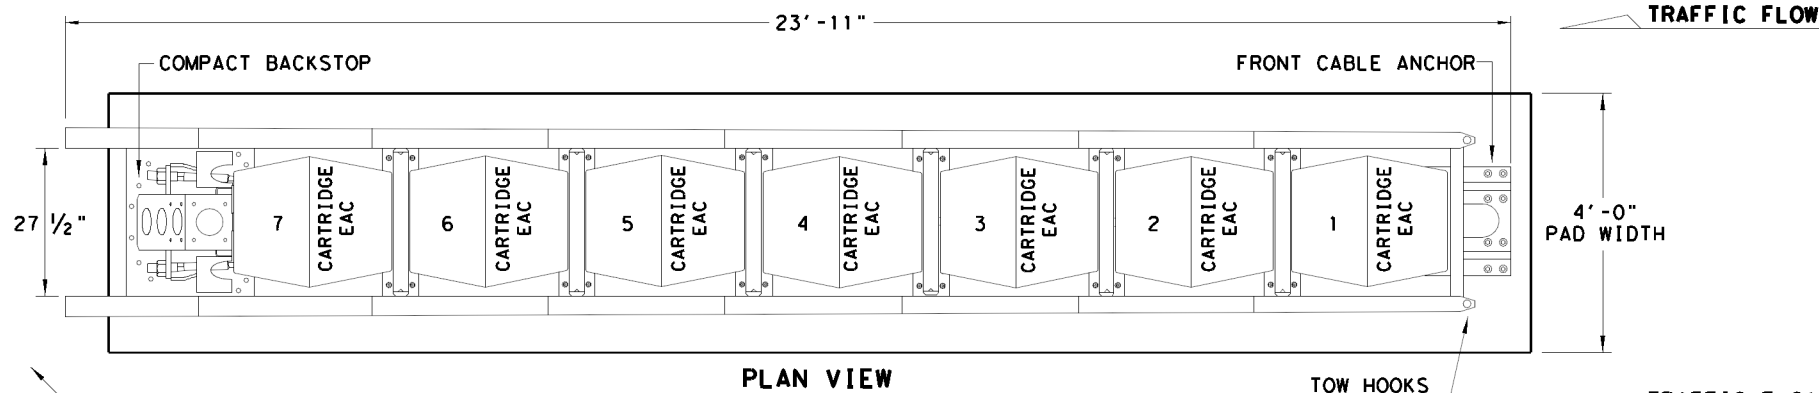 23'-11"
TRAFFIC FLOW
COMPACT BACKSTOP
FRONT CABLE ANCHOR
27 1/2"
7
CARTRIDGE
EAC
6
CARTRIDGE
EAC
5
CARTRIDGE
EAC
4
CARTRIDGE
EAC
3
CARTRIDGE
EAC
2
CARTRIDGE
EAC
1
CARTRIDGE
EAC
4'-0"
PAD WIDTH
PLAN VIEW
TOW HOOKS